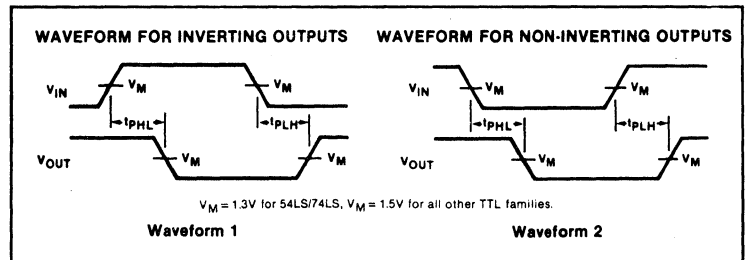 WAVEFORM FOR INVERTING OUTPUTS
VIN
VM
VM
tPHL
tPLH
VOUT
VM
VM
WAVEFORM FOR NON-INVERTING OUTPUTS
VIN
VM
VM
tPHL
tPLH
VOUT
VM
VM
VM = 1.3V for 54LS/74LS, VM = 1.5V for all other TTL families.
Waveform 1
Waveform 2